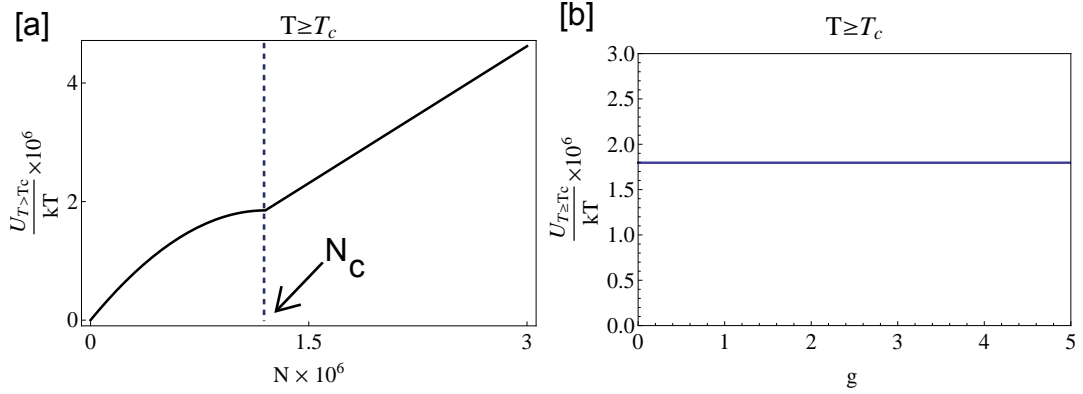 [a]
T≥T_c
4
2
0
U_{T>Tc}/kT ×10^6
N_c
0 1.5 3
N × 10^6
[b]
T≥T_c
3.0
2.5
2.0
1.5
1.0
0.5
0.0
U_{T≥Tc}/kT ×10^6
0 1 2 3 4 5
g